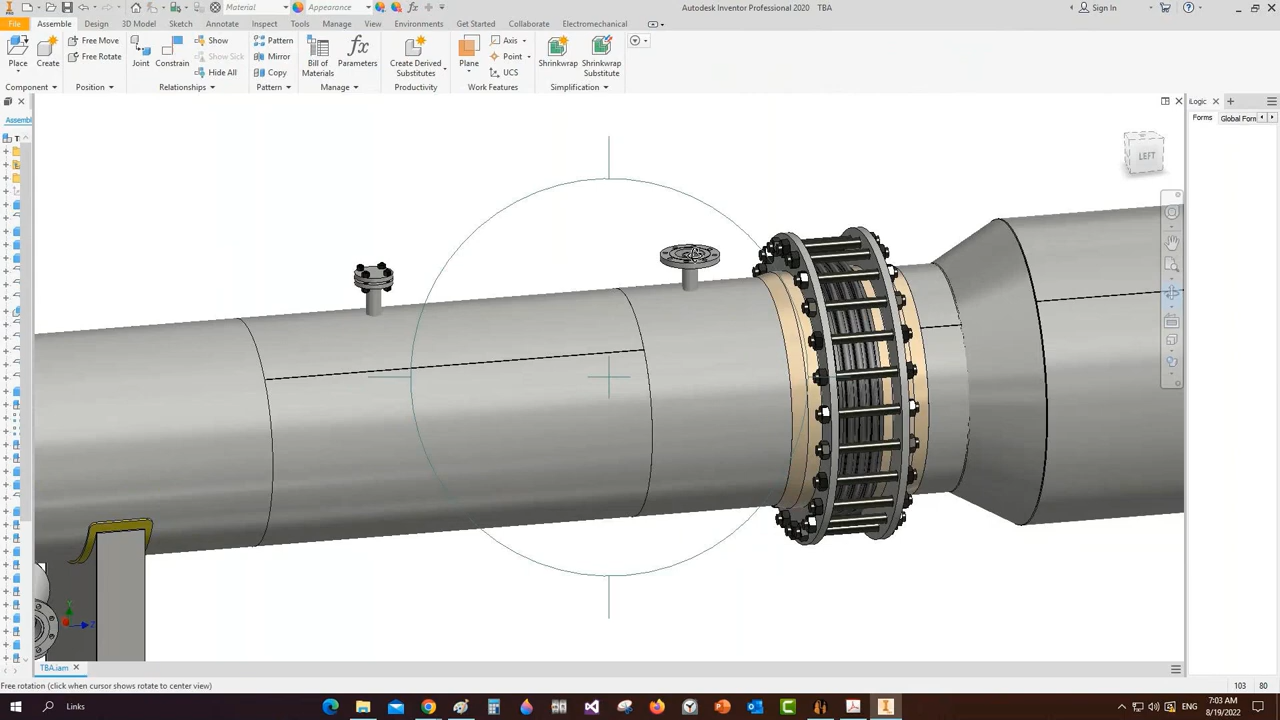 Material
Appearance
Autodesk Inventor Professional 2020 TBA
Sign In
File
Assemble
Design
3D Model
Sketch
Annotate
Inspect
Tools
Manage
View
Environments
Get Started
Collaborate
Electromechanical
Place
Create
Free Move
Free Rotate
Joint
Constrain
Show
Show Sick
Hide All
Pattern
Mirror
Copy
Bill of
Materials
Parameters
Create Derived
Substitutes
Plane
Axis
Point
UCS
Shrinkwrap
Shrinkwrap
Substitute
Component
Position
Relationships
Pattern
Manage
Productivity
Work Features
Simplification
Assembl
T
iLogic
Forms
Global Forn
LEFT
Z
TBA.iam
Free rotation (click when cursor shows rotate to center view)
103
80
Links
ENG
7:03 AM
8/19/2022